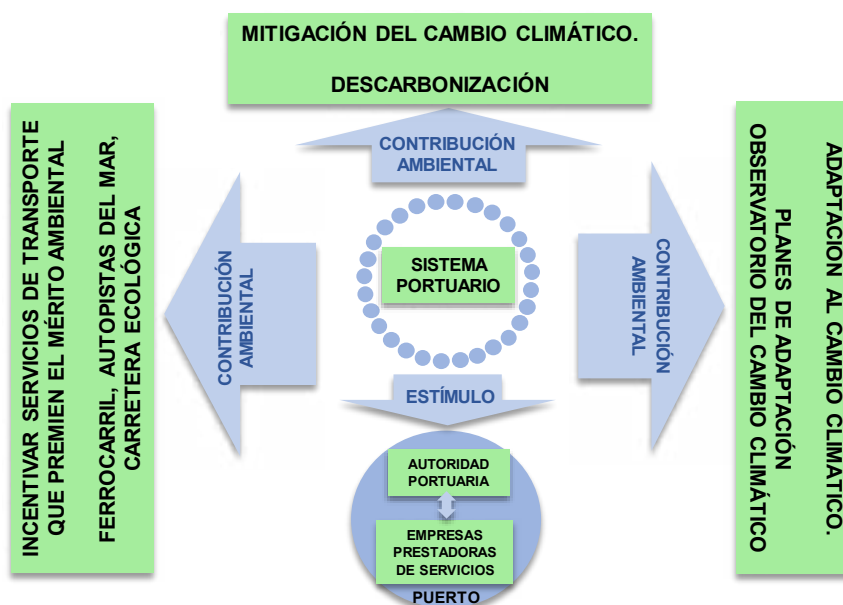 MITIGACIÓN DEL CAMBIO CLIMÁTICO.
DESCARBONIZACIÓN
INCENTIVAR SERVICIOS DE TRANSPORTE
QUE PREMIEN EL MÉRITO AMBIENTAL
FERROCARRIL, AUTOPISTAS DEL MAR,
CARRETERA ECOLÓGICA
CONTRIBUCIÓN
AMBIENTAL
CONTRIBUCIÓN
AMBIENTAL
SISTEMA
PORTUARIO
CONTRIBUCIÓN
AMBIENTAL
ADAPTACION AL CAMBIO CLIMATICO.
PLANES DE ADAPTACIÓN
OBSERVATORIO DEL CAMBIO CLIMÁTICO
ESTÍMULO
AUTORIDAD
PORTUARIA
EMPRESAS
PRESTADORAS
DE SERVICIOS
PUERTO